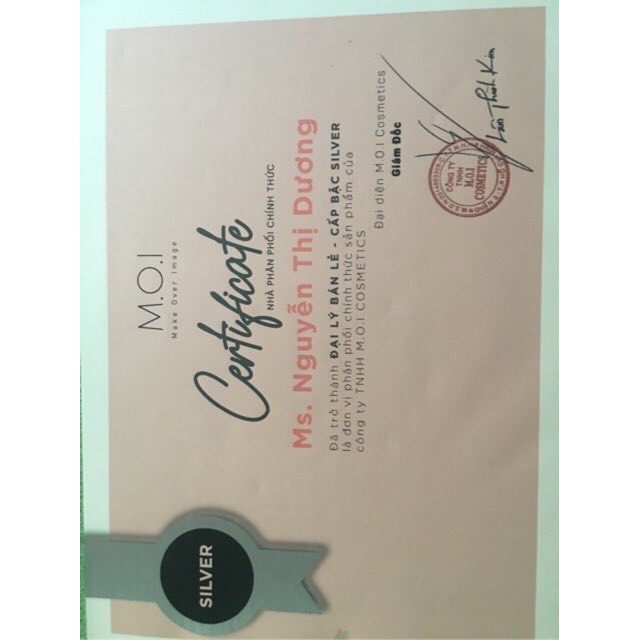 M.O.I
Make Over Image
Certificate
NHÀ PHÂN PHỐI CHÍNH THỨC
Ms. Nguyễn Thị Dương
Đã trở thành ĐẠI LÝ BÁN LẺ - CẤP BẬC SILVER
là đơn vị phân phối chính thức sản phẩm của
công ty TNHH M.O.I COSMETICS
Đại diện M.O.I Cosmetics
Giám Đốc
CÔNG TY
TNHH
M.O.I
COSMETICS
SILVER